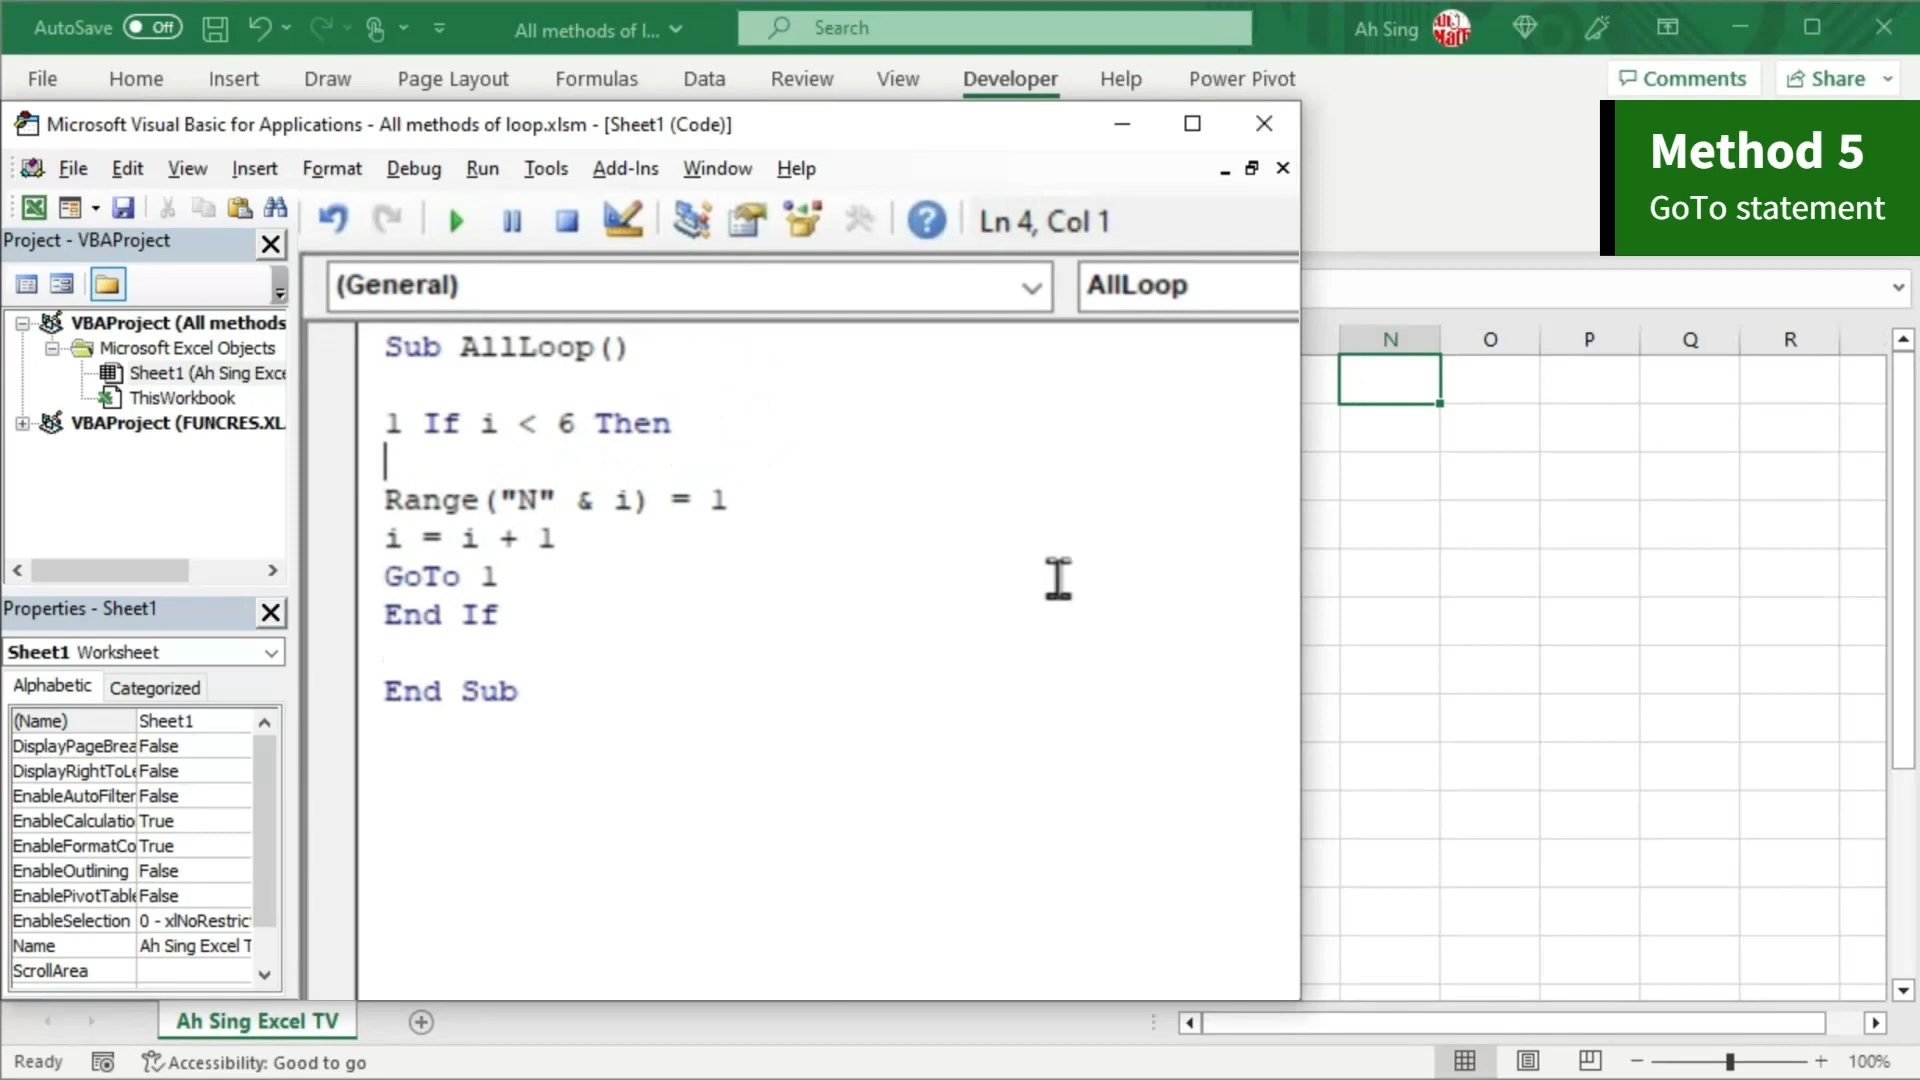 AutoSave Off All methods of l... Search Ah Sing
File Home Insert Draw Page Layout Formulas Data Review View Developer Help Power Pivot Comments Share
Method 5
GoTo statement
Microsoft Visual Basic for Applications - All methods of loop.xlsm - [Sheet1 (Code)]
File Edit View Insert Format Debug Run Tools Add-Ins Window Help
Ln 4, Col 1
Project - VBAProject
(General) AllLoop
VBAProject (All methods
Microsoft Excel Objects
Sheet1 (Ah Sing Exce
ThisWorkbook
VBAProject (FUNCRES.XL
Sub AllLoop()
1 If i < 6 Then
Range("N" & i) = 1
i = i + 1
GoTo 1
End If
End Sub
N O P Q R
Properties - Sheet1
Sheet1 Worksheet
Alphabetic Categorized
(Name) Sheet1
DisplayPageBrea False
DisplayRightToLe False
EnableAutoFilter False
EnableCalculatio True
EnableFormatCo True
EnableOutlining False
EnablePivotTable False
EnableSelection 0 - xlNoRestric
Name Ah Sing Excel T
ScrollArea
Ah Sing Excel TV
Ready Accessibility: Good to go 100%